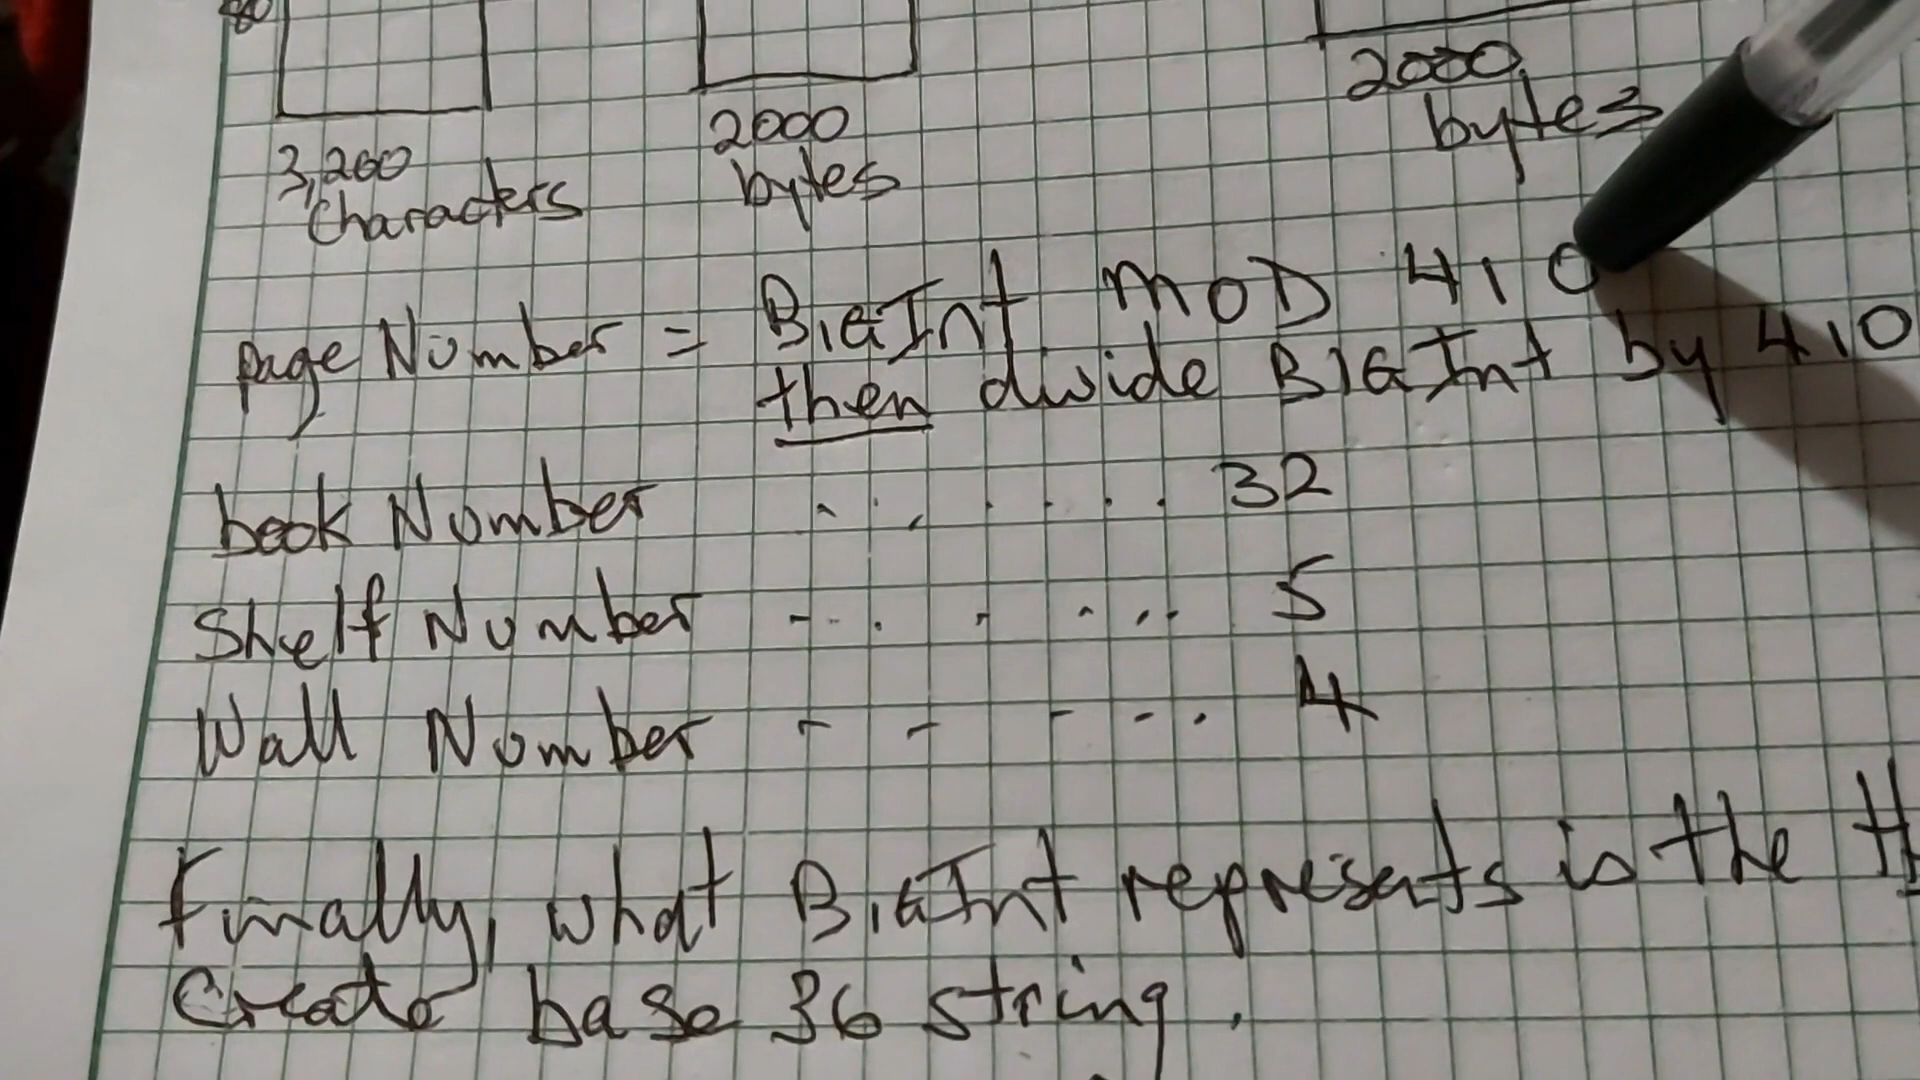 80
3,200
Characters
2000
bytes
2000
bytes
page Number = BIGInt MOD 410
then divide BIGInt by 410
book Number . . . . . . 32
Shelf Number - . . - - . . 5
Wall Number - - - - . 4
Finally, what BIGInt represents is the
Create base 36 string.